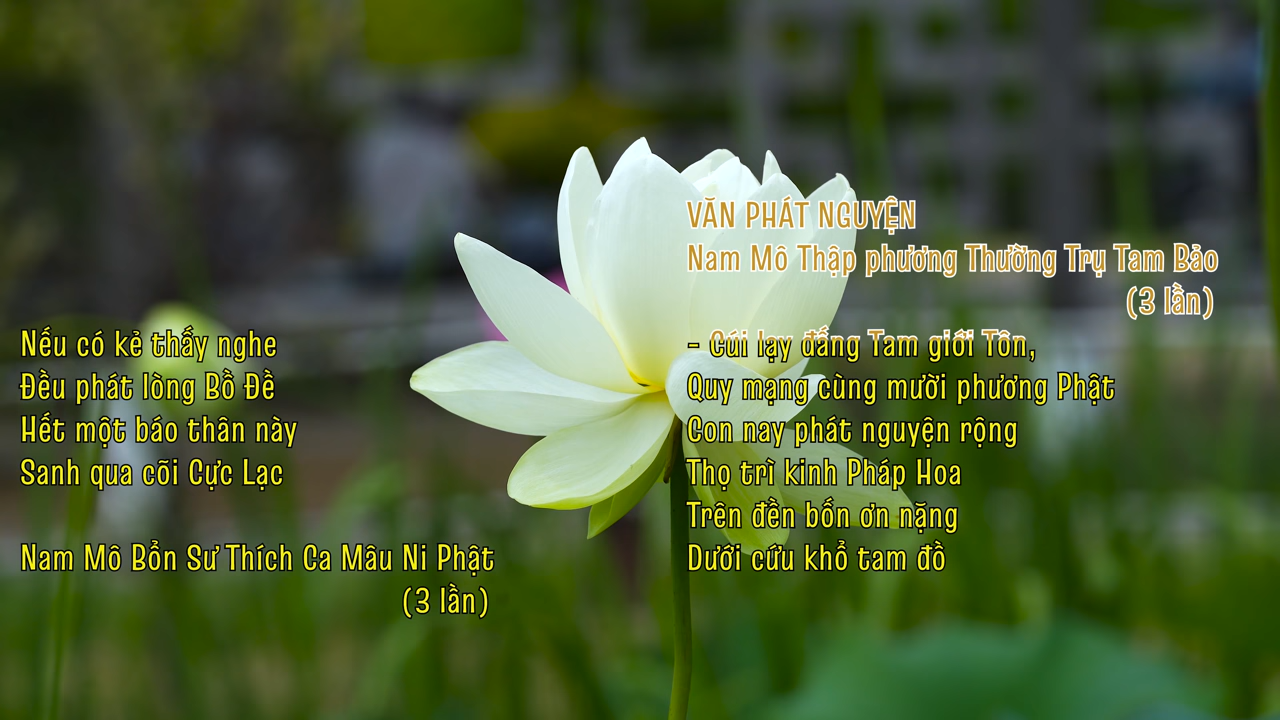 VĂN PHÁT NGUYỆN
Nam Mô Thập phương Thường Trụ Tam Bảo
(3 lần)
- Cúi lạy đấng Tam giới Tôn,
Quy mạng cùng mười phương Phật
Con nay phát nguyện rộng
Thọ trì kinh Pháp Hoa
Trên đền bốn ơn nặng
Dưới cứu khổ tam đồ
Nếu có kẻ thấy nghe
Đều phát lòng Bồ Đề
Hết một báo thân này
Sanh qua cõi Cực Lạc
Nam Mô Bổn Sư Thích Ca Mâu Ni Phật
(3 lần)